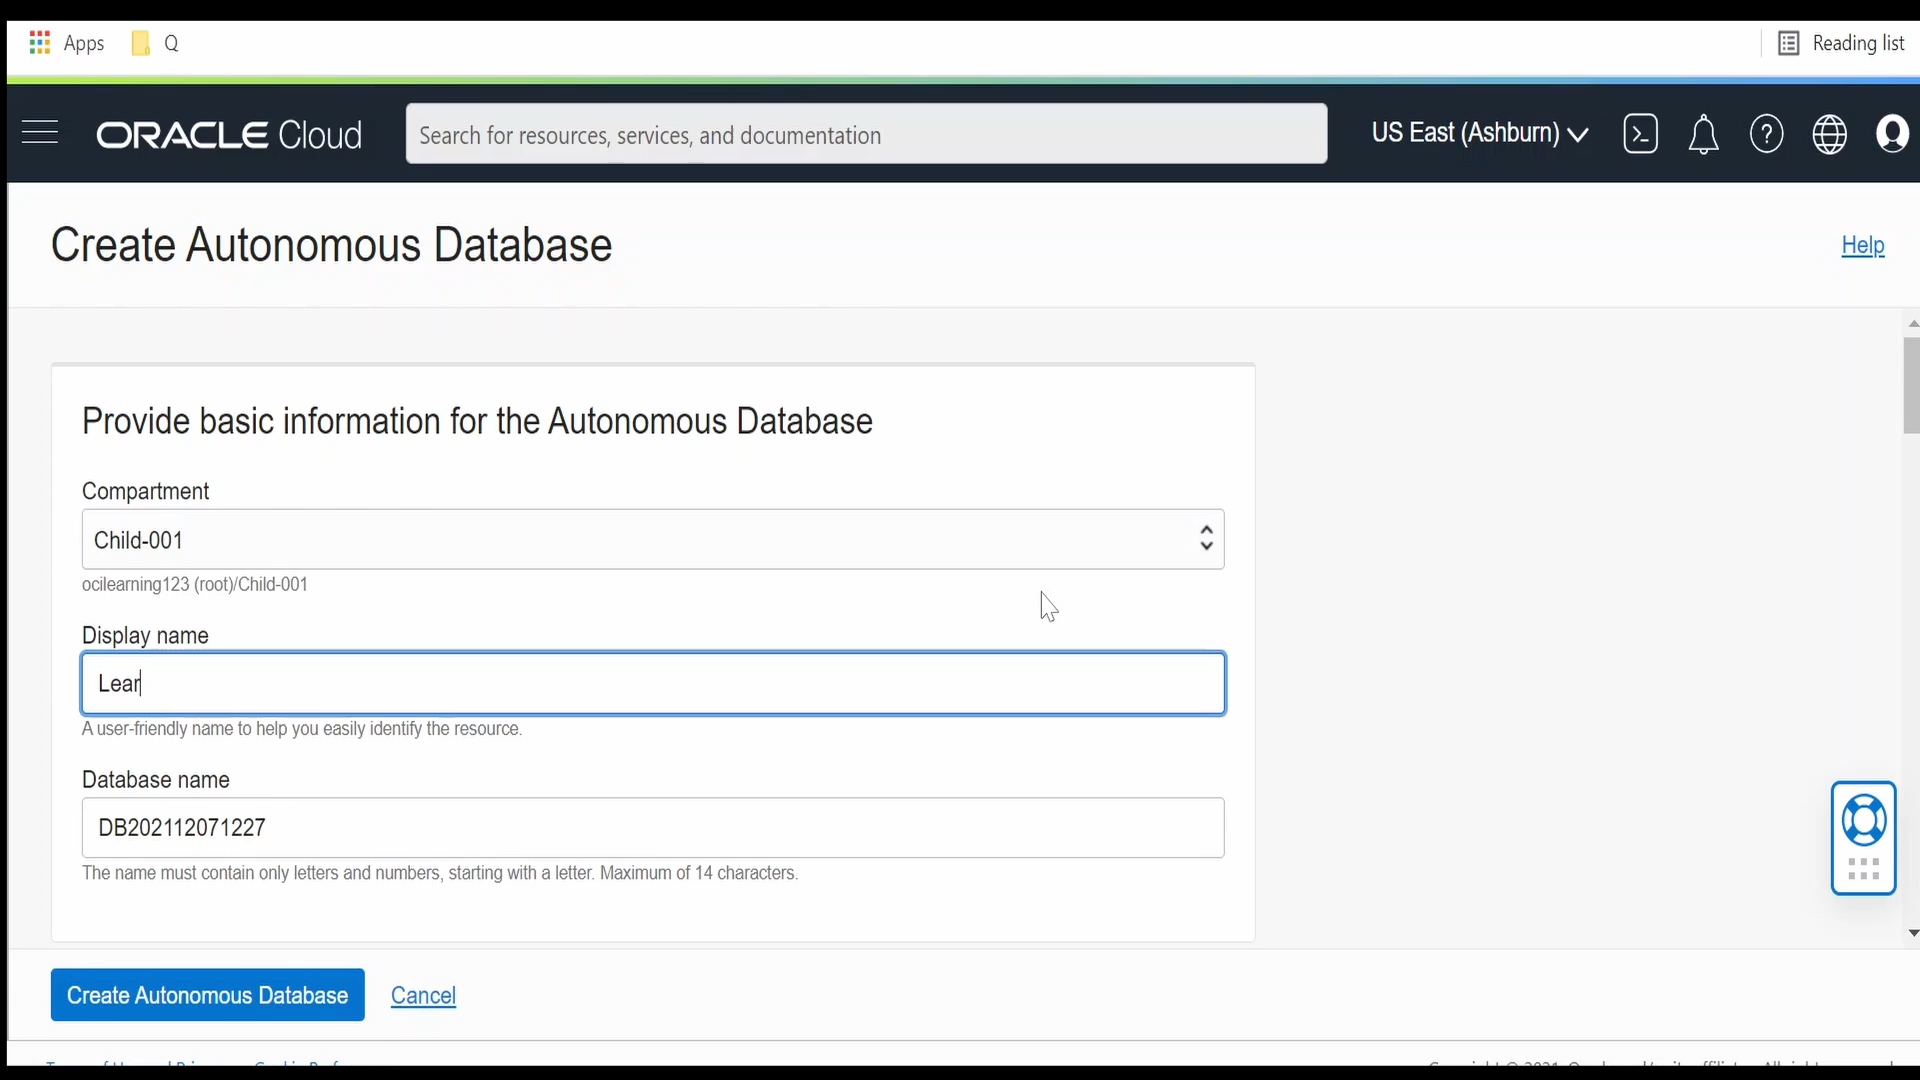 Apps Q Reading list
ORACLE Cloud Search for resources, services, and documentation US East (Ashburn)
Create Autonomous Database
Help
Provide basic information for the Autonomous Database
Compartment
Child-001
ocilearning123 (root)/Child-001
Display name
Lear
A user-friendly name to help you easily identify the resource.
Database name
DB202112071227
The name must contain only letters and numbers, starting with a letter. Maximum of 14 characters.
Create Autonomous Database Cancel